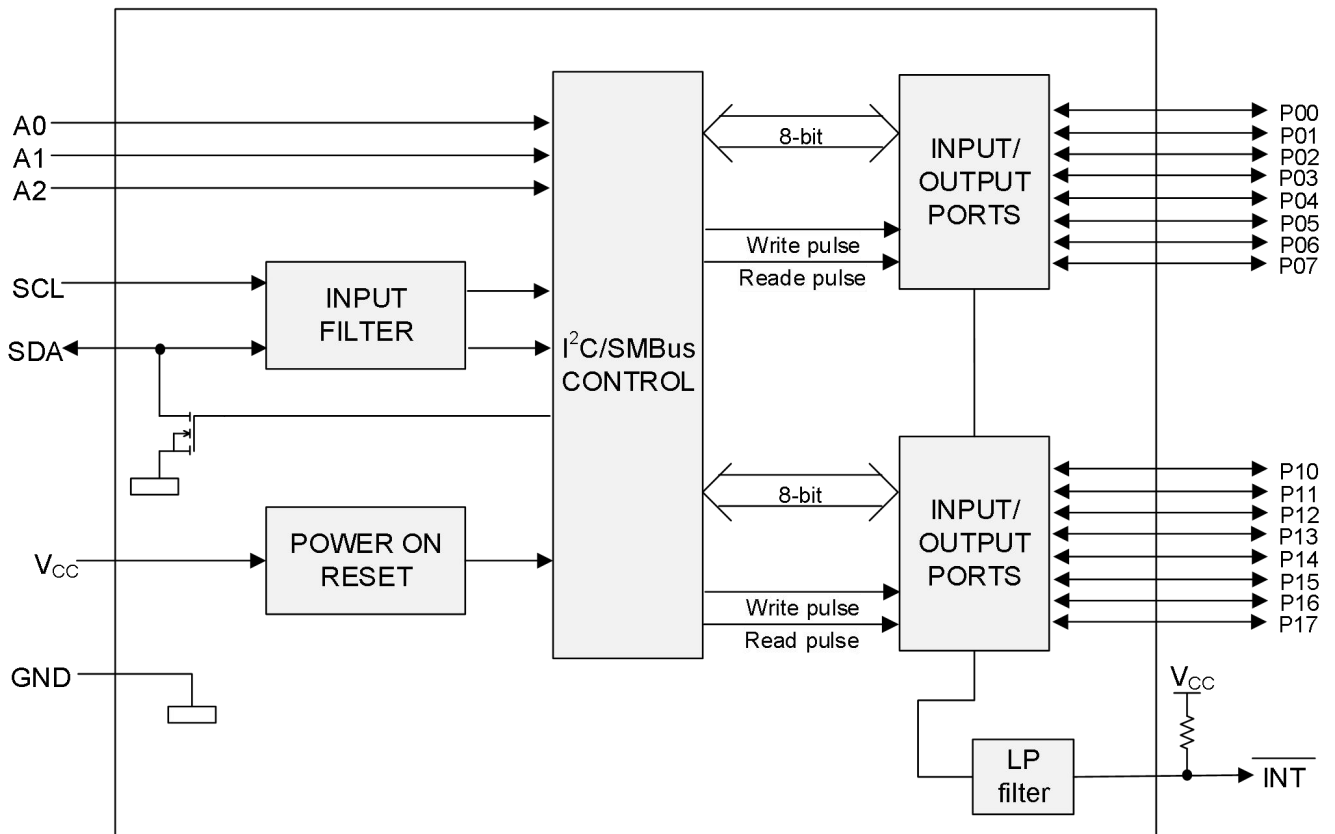 A0
A1
A2
SCL
SDA
V_CC
GND
INPUT
FILTER
POWER ON
RESET
I²C/SMBus
CONTROL
8-bit
Write pulse
Reade pulse
8-bit
Write pulse
Read pulse
INPUT/
OUTPUT
PORTS
INPUT/
OUTPUT
PORTS
LP
filter
P00
P01
P02
P03
P04
P05
P06
P07
P10
P11
P12
P13
P14
P15
P16
P17
V_CC
INT